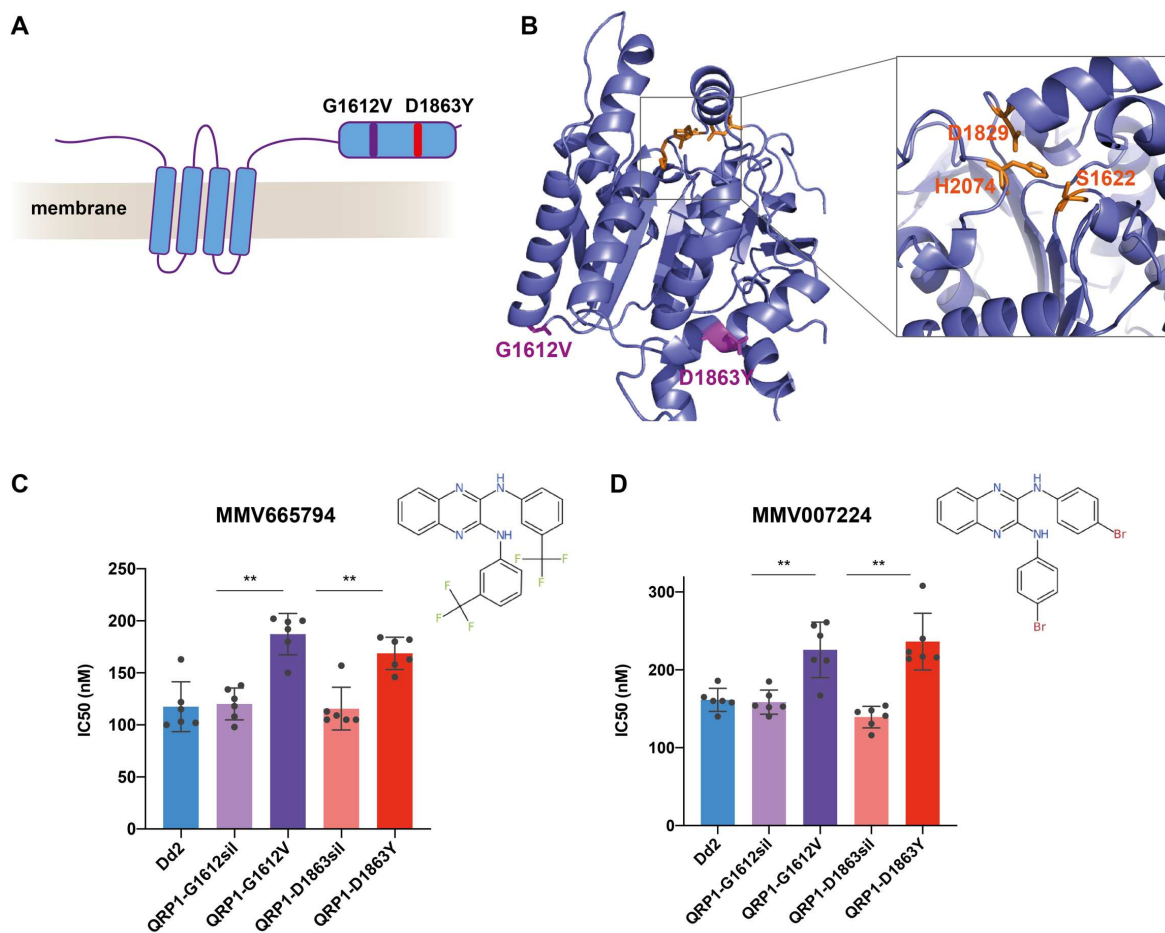 A
G1612V D1863Y
membrane
B
D1829
H2074
S1622
G1612V
D1863Y
C
MMV665794
H
N
N
N
NH
F
F
F
F
F
F
**
**
IC50 (nM)
250
200
150
100
50
0
Dd2
QRP1-G1612sil
QRP1-G1612V
QRP1-D1863sil
QRP1-D1863Y
D
MMV007224
H
N
N
N
NH
Br
Br
**
**
IC50 (nM)
300
200
100
0
Dd2
QRP1-G1612sil
QRP1-G1612V
QRP1-D1863sil
QRP1-D1863Y